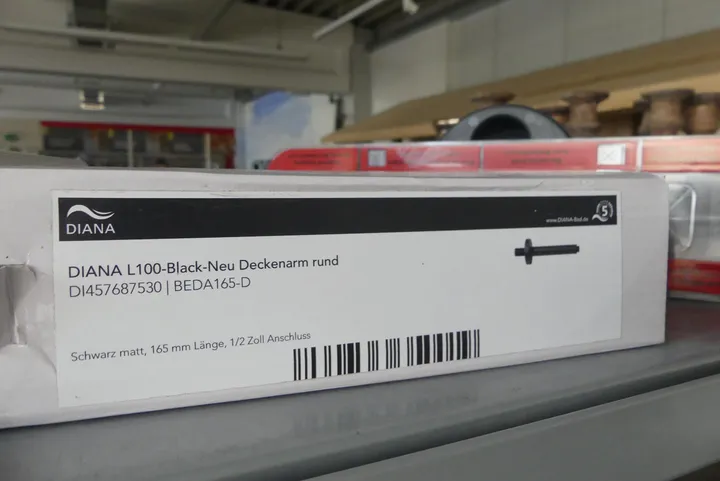 DIANA
www.DIANA-Bad.de
5
DIANA L100-Black-Neu Deckenarm rund
DI457687530 | BEDA165-D
Schwarz matt, 165 mm Länge, 1/2 Zoll Anschluss